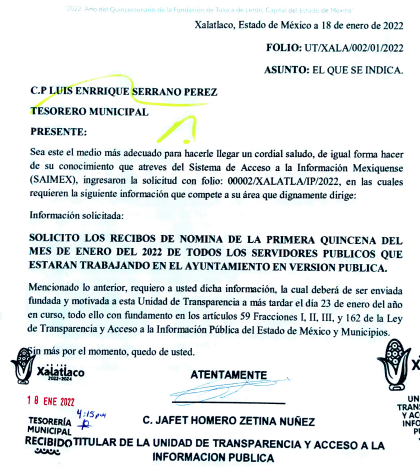 "2022. Año del Quincentenario de la Fundación de Toluca de Lerdo, Capital del Estado de México"
Xalatlaco, Estado de México a 18 de enero de 2022
FOLIO: UT/XALA/002/01/2022
ASUNTO: EL QUE SE INDICA.
C.P LUIS ENRRIQUE SERRANO PEREZ
TESORERO MUNICIPAL
PRESENTE:
Sea este el medio más adecuado para hacerle llegar un cordial saludo, de igual forma hacer
de su conocimiento que atreves del Sistema de Acceso a la Información Mexiquense
(SAIMEX), ingresaron la solicitud con folio: 00002/XALATLA/IP/2022, en las cuales
requieren la siguiente información que compete a su área que dignamente dirige:
Información solicitada:
SOLICITO LOS RECIBOS DE NOMINA DE LA PRIMERA QUINCENA DEL
MES DE ENERO DEL 2022 DE TODOS LOS SERVIDORES PUBLICOS QUE
ESTARAN TRABAJANDO EN EL AYUNTAMIENTO EN VERSION PUBLICA.
Mencionado lo anterior, requiero a usted dicha información, la cual deberá de ser enviada
fundada y motivada a esta Unidad de Transparencia a más tardar el día 23 de enero del año
en curso, todo ello con fundamento en los artículos 59 Fracciones I, II, III, y 162 de la Ley
de Transparencia y Acceso a la Información Pública del Estado de México y Municipios.
Sin más por el momento, quedo de usted.
Xalatlaco
2022-2024
ATENTAMENTE
18 ENE 2022
4:15pm
TESORERÍA
MUNICIPAL
RECIBIDO
C. JAFET HOMERO ZETINA NUÑEZ
TITULAR DE LA UNIDAD DE TRANSPARENCIA Y ACCESO A LA
INFORMACION PUBLICA
X
UN
TRAN
Y AC
INFO
P